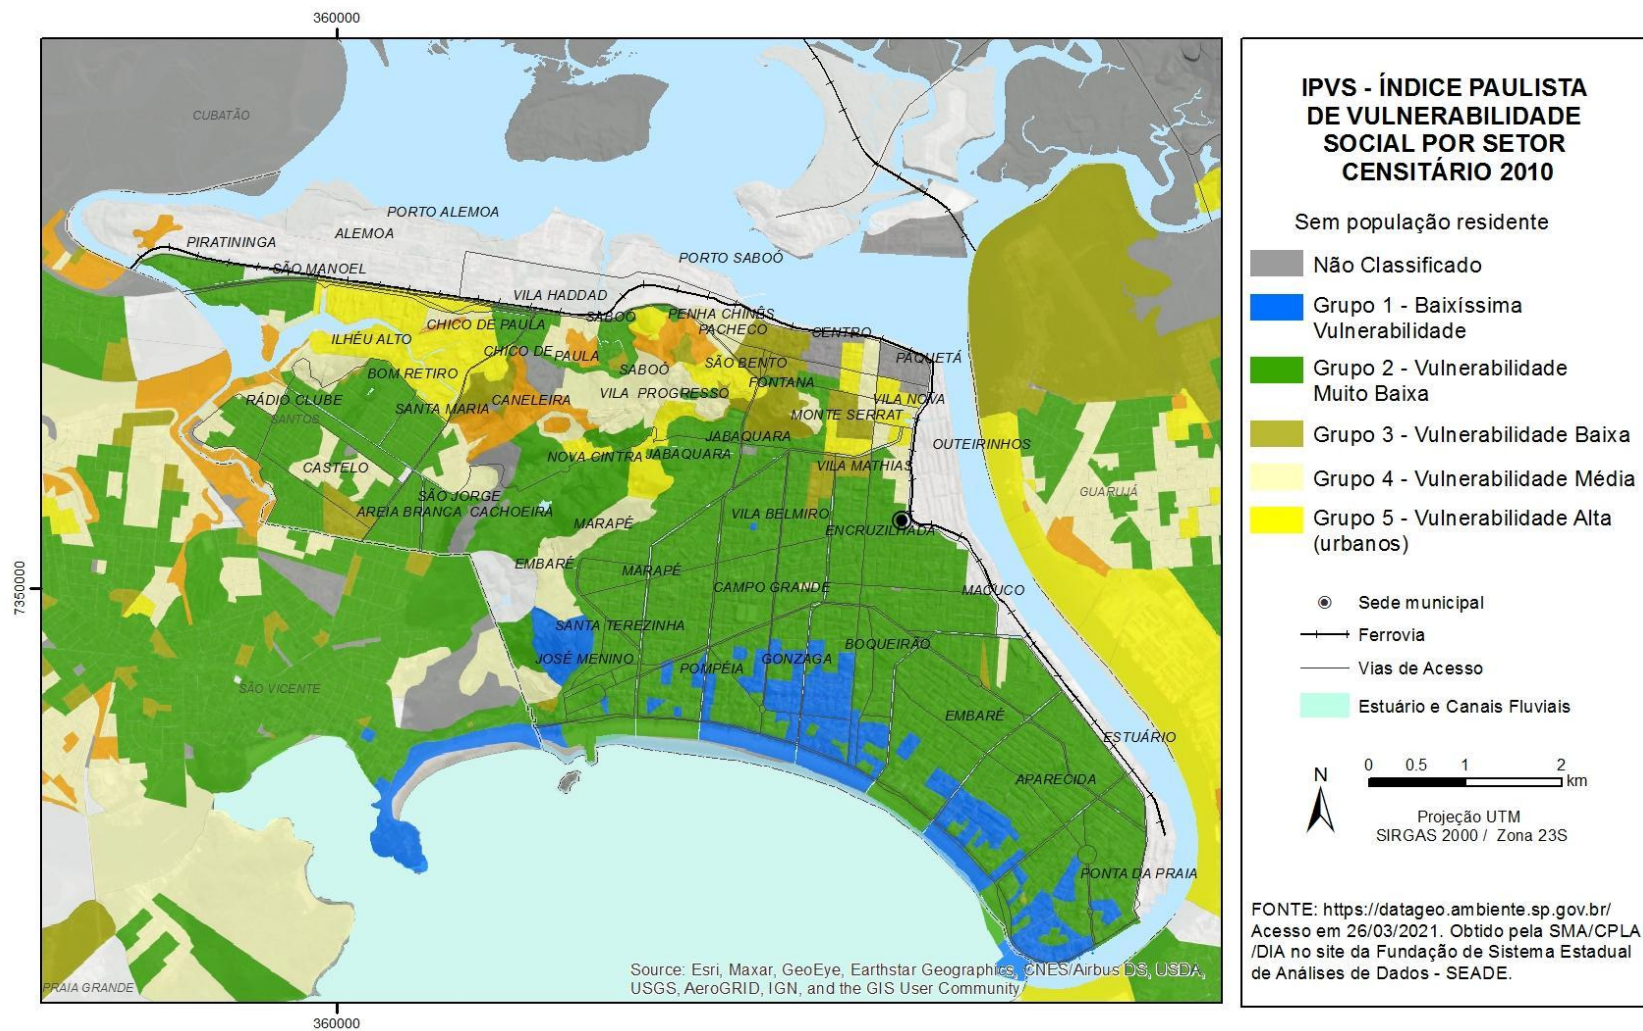 360000
7350000
CUBATÃO
PORTO ALEMOA
ALEMOA
PIRATININGA
PORTO SABOÓ
SÃO MANOEL
VILA HADDAD
SABOÓ
PENHA CHINÊS
PACHECO
CHICO DE PAULA
CENTRO
ILHÉU ALTO
CHICO DE PAULA
PAQUETÁ
SÃO BENTO
BOM RETIRO
SABOÓ
FONTANA
RÁDIO CLUBE
SANTA MARIA
CANELEIRA
VILA PROGRESSO
VILA NOVA
SANTOS
MONTE SERRAT
JABAQUARA
OUTEIRINHOS
NOVA CINTRA
JABAQUARA
CASTELO
VILA MATHIAS
GUARUJÁ
SÃO JORGE
AREIA BRANCA
CACHOEIRA
MARAPÉ
VILA BELMIRO
ENCRUZILHADA
EMBARÉ
MARAPÉ
CAMPO GRANDE
MACUCO
SANTA TEREZINHA
BOQUEIRÃO
JOSÉ MENINO
POMPÉIA
GONZAGA
SÃO VICENTE
EMBARÉ
ESTUÁRIO
APARECIDA
PONTA DA PRAIA
PRAIA GRANDE
Source: Esri, Maxar, GeoEye, Earthstar Geographics, CNES/Airbus DS, USDA,
USGS, AeroGRID, IGN, and the GIS User Community
360000
IPVS - ÍNDICE PAULISTA
DE VULNERABILIDADE
SOCIAL POR SETOR
CENSITÁRIO 2010
Sem população residente
Não Classificado
Grupo 1 - Baixíssima
Vulnerabilidade
Grupo 2 - Vulnerabilidade
Muito Baixa
Grupo 3 - Vulnerabilidade Baixa
Grupo 4 - Vulnerabilidade Média
Grupo 5 - Vulnerabilidade Alta
(urbanos)
Sede municipal
Ferrovia
Vias de Acesso
Estuário e Canais Fluviais
N
0 0.5 1 2
km
Projeção UTM
SIRGAS 2000 / Zona 23S
FONTE: https://datageo.ambiente.sp.gov.br/
Acesso em 26/03/2021. Obtido pela SMA/CPLA
/DIA no site da Fundação de Sistema Estadual
de Análises de Dados - SEADE.